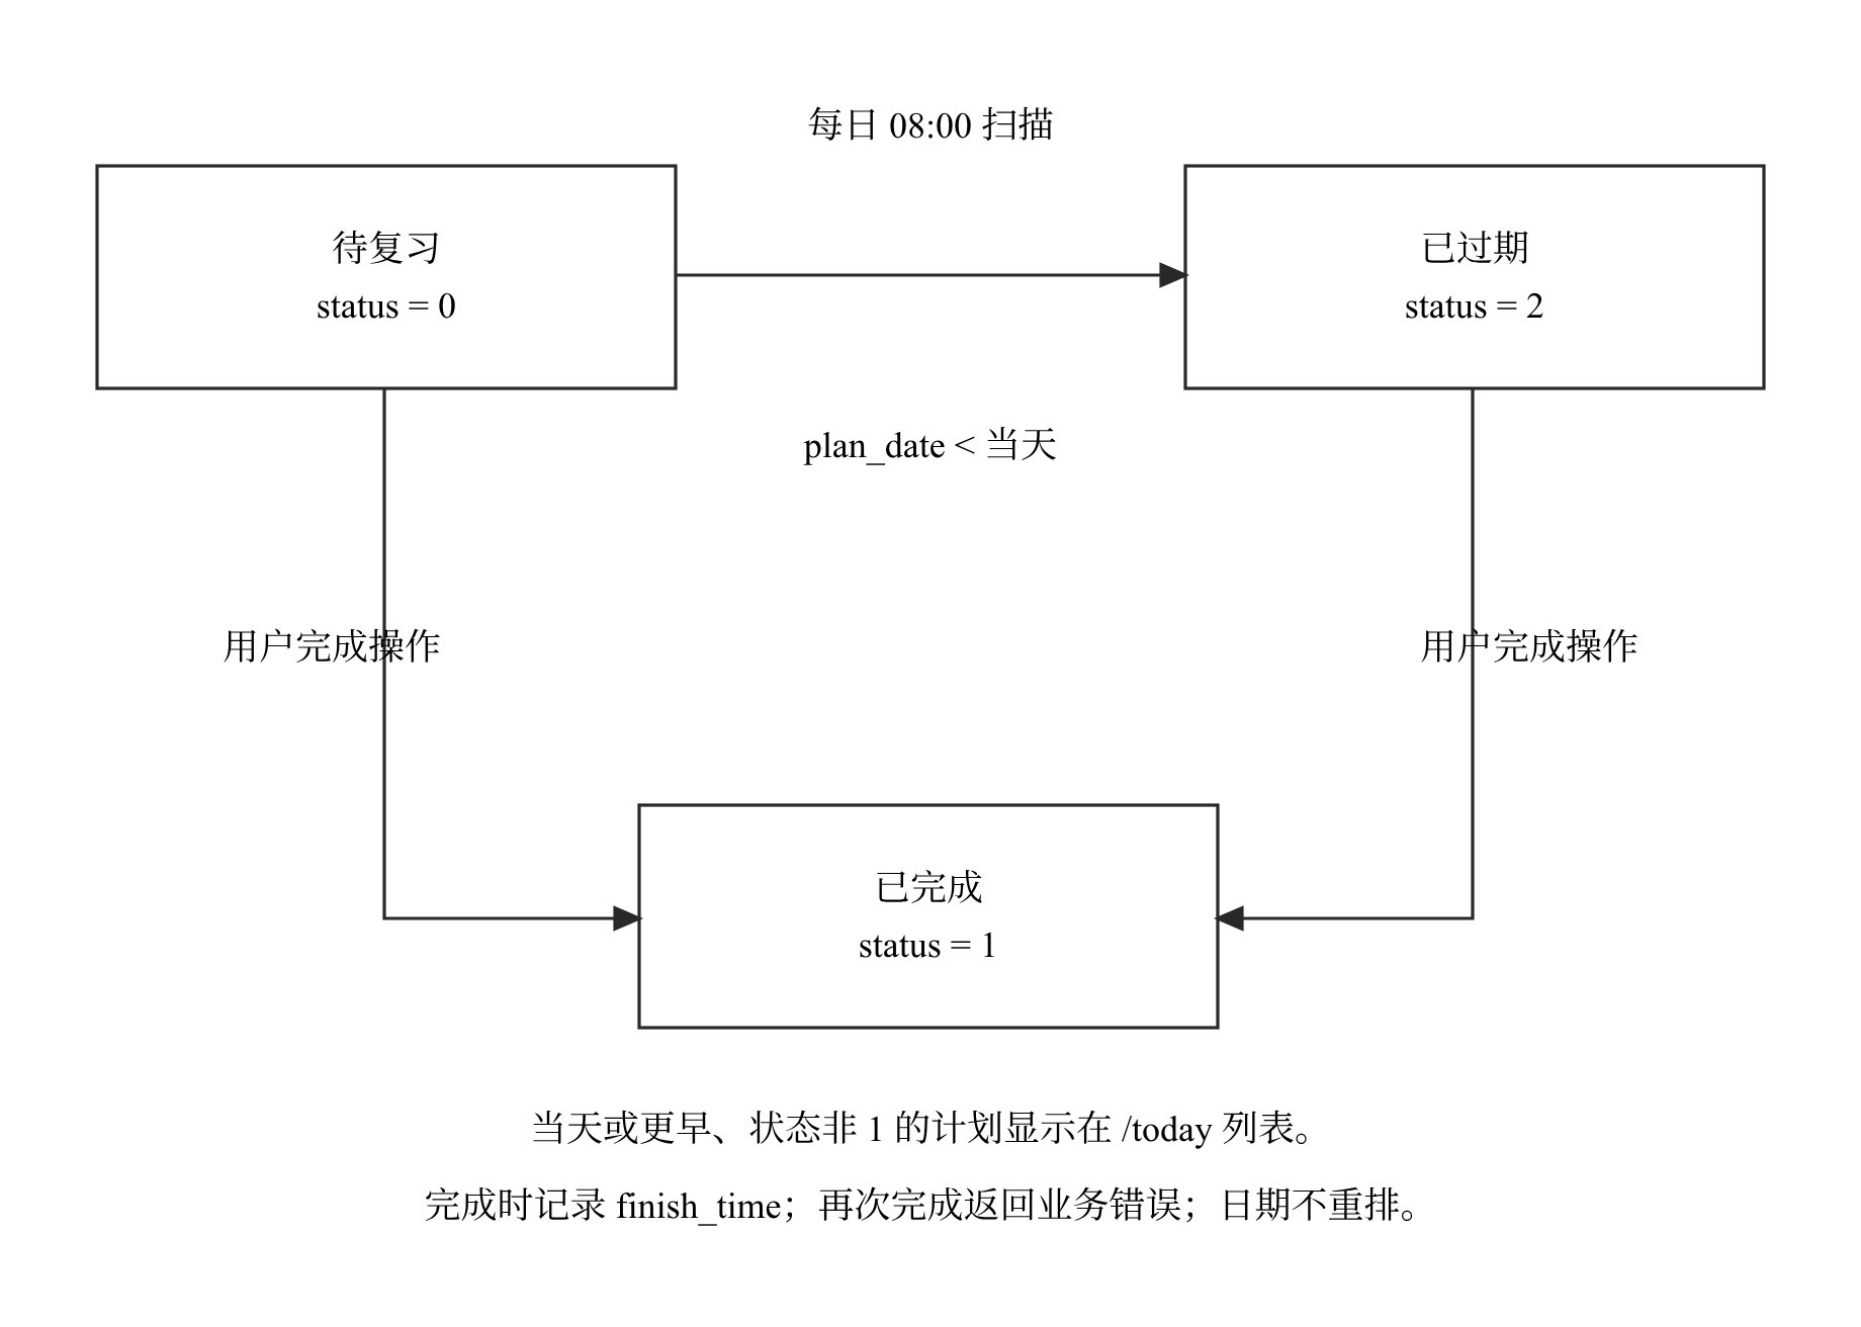 每日 08:00 扫描
待复习
status = 0
已过期
status = 2
plan_date < 当天
用户完成操作
用户完成操作
已完成
status = 1
当天或更早、状态非 1 的计划显示在 /today 列表。
完成时记录 finish_time；再次完成返回业务错误；日期不重排。